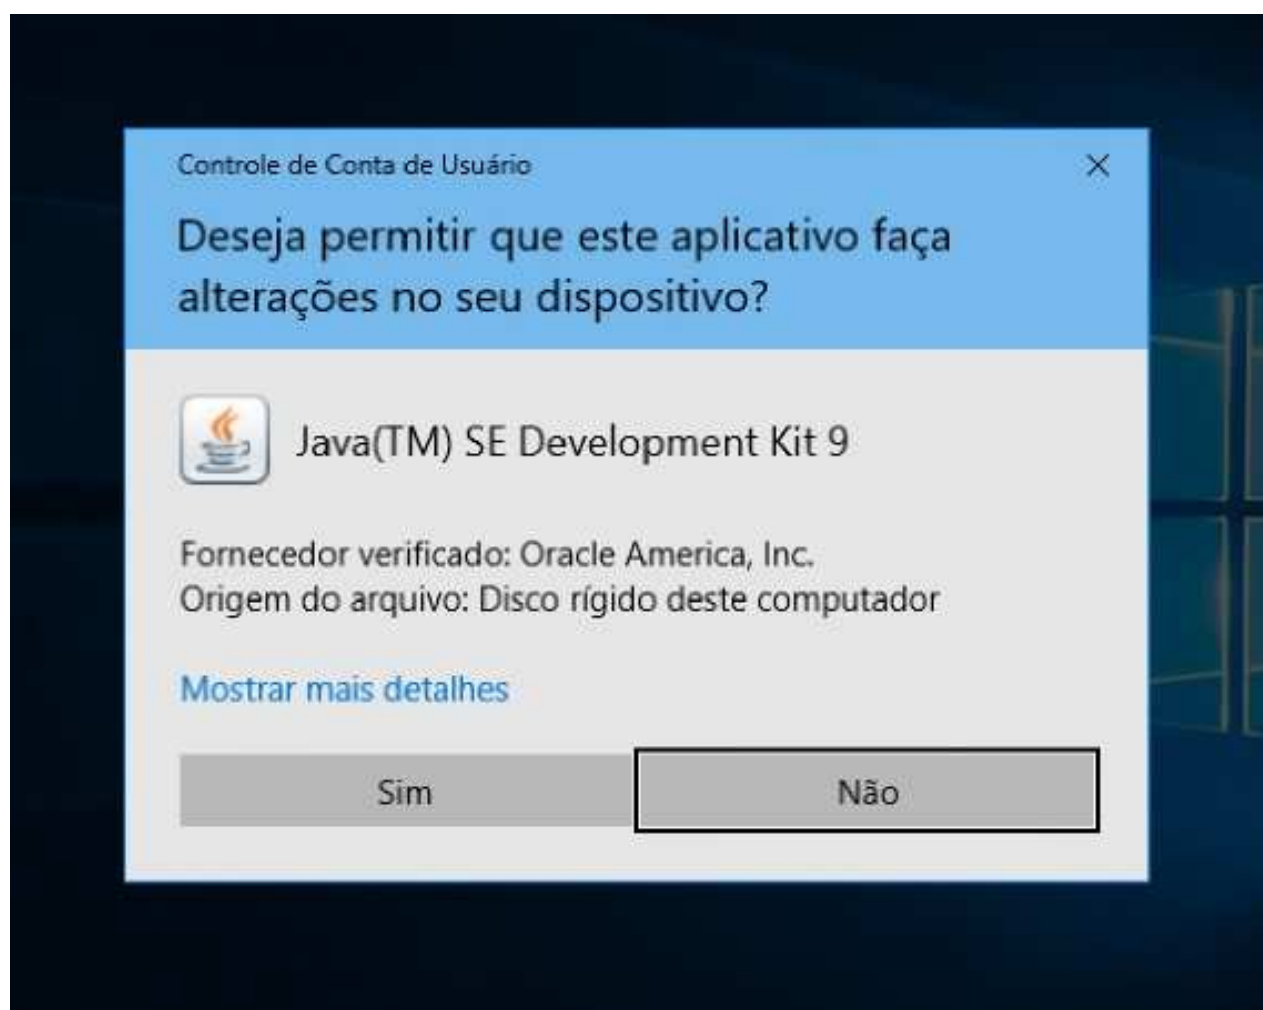 Controle de Conta de Usuário
Deseja permitir que este aplicativo faça
alterações no seu dispositivo?
Java(TM) SE Development Kit 9
Fornecedor verificado: Oracle America, Inc.
Origem do arquivo: Disco rígido deste computador
Mostrar mais detalhes
Sim
Não